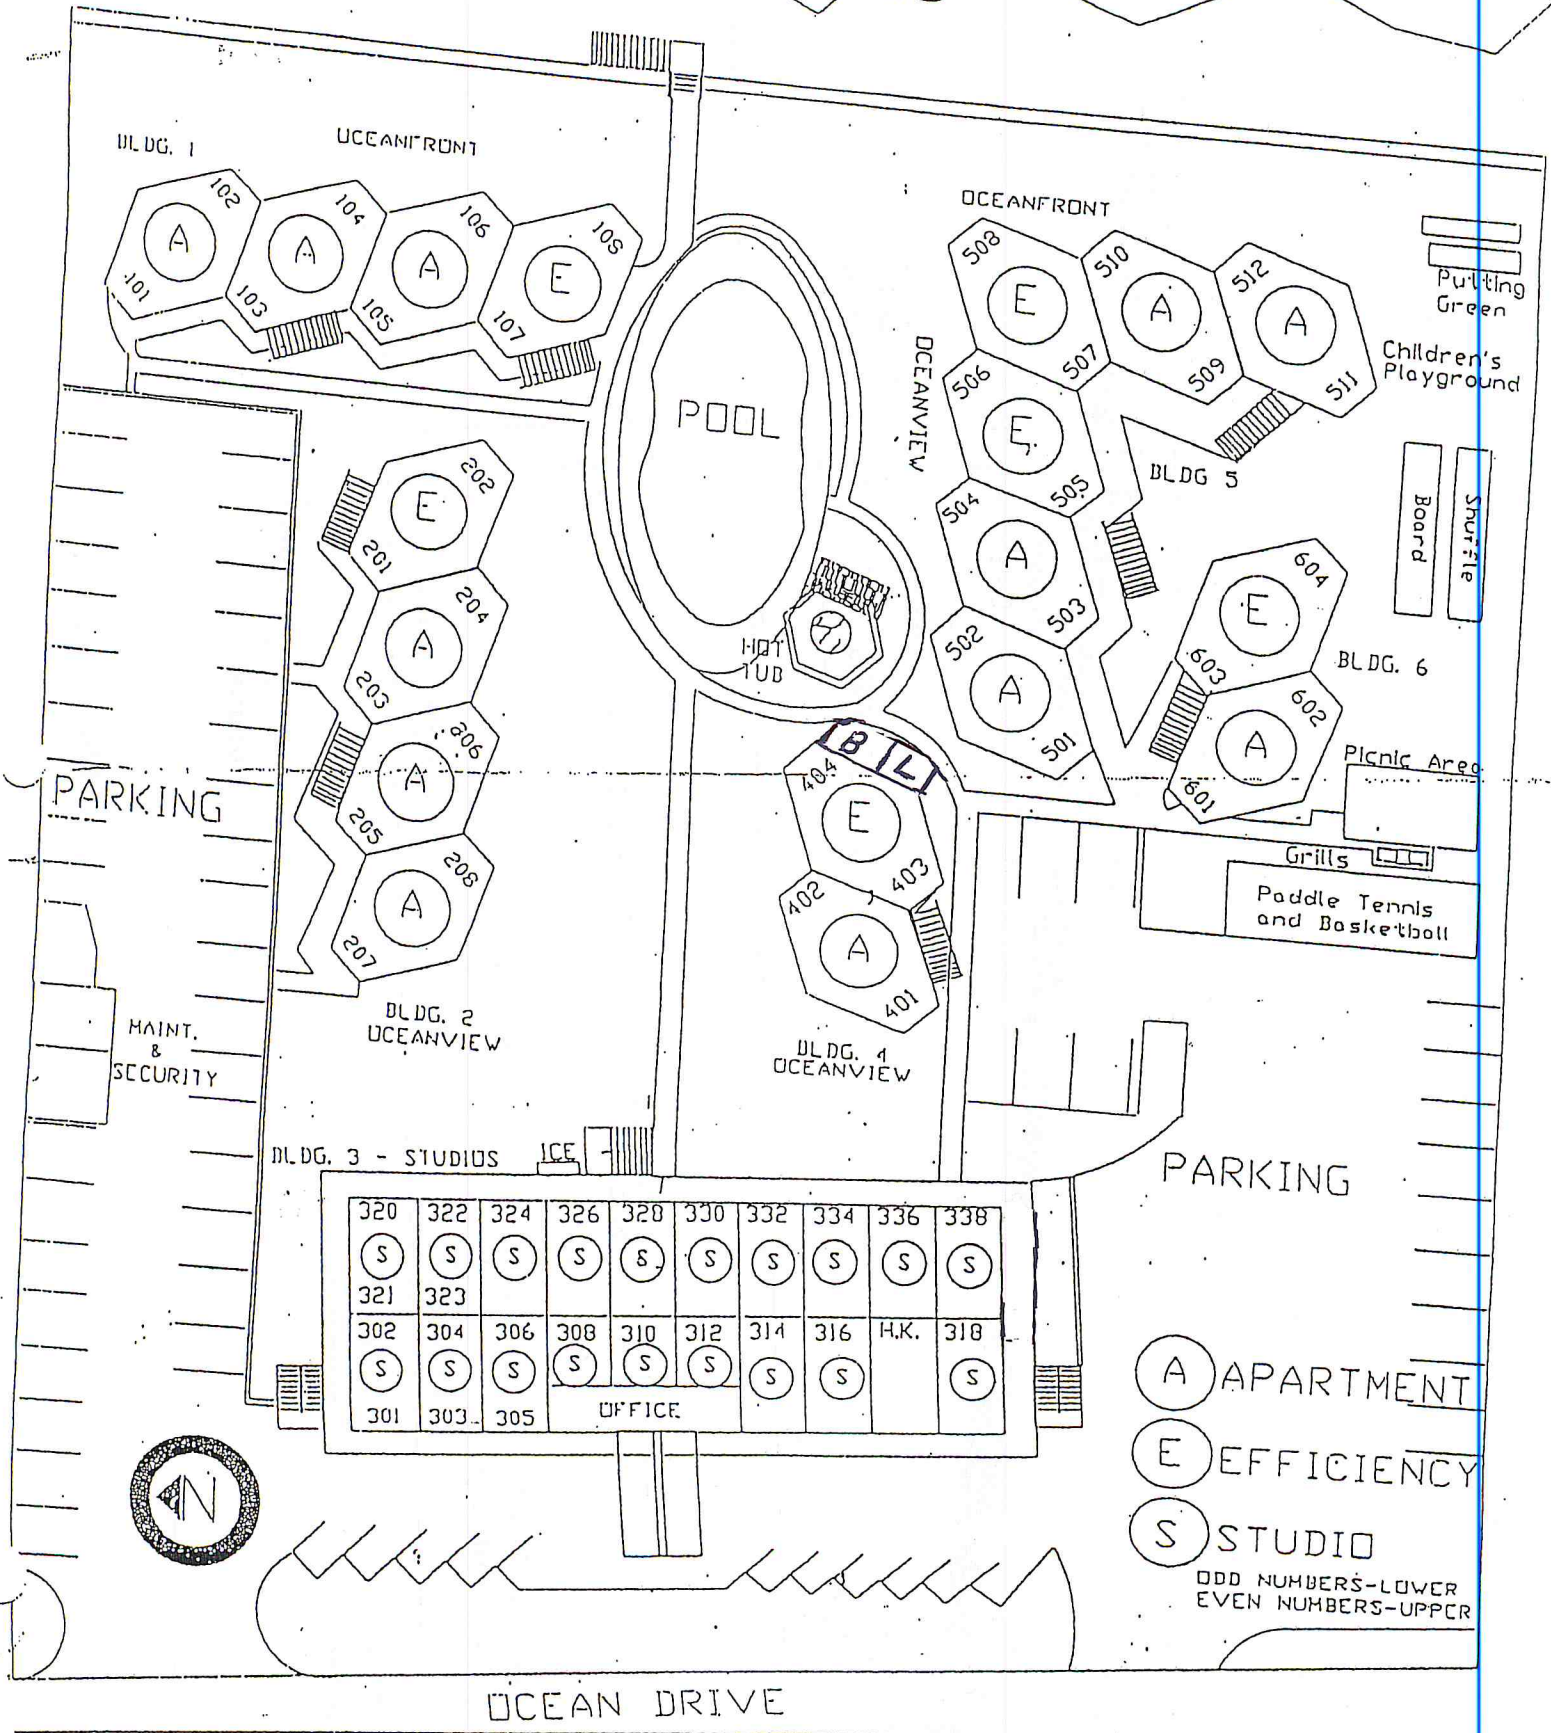 BLDG. 1
OCEANFRONT
102
104
106
108
A
A
A
E
101
103
105
107
OCEANFRONT
508
510
512
E
A
A
507
509
511
Putting
Green
Children's
Playground
OCEANVIEW
506
E
505
504
A
503
502
A
501
BLDG 5
Shuffle
Board
POOL
HOT
TUB
202
E
201
204
A
203
206
A
205
208
A
207
BLDG. 2
OCEANVIEW
604
E
603
BLDG. 6
602
A
601
Picnic Area
Grills
Paddle Tennis
and Basketball
B L
404
E
403
402
A
401
BLDG. 4
OCEANVIEW
PARKING
MAINT.
&
SECURITY
PARKING
BLDG. 3 - STUDIOS
ICE
320 322 324 326 328 330 332 334 336 338
S S S S S S S S S S
321 323
302 304 306 308 310 312 314 316 H.K. 318
S S S S S S S S S
301 303 305 OFFICE
N
A APARTMENT
E EFFICIENCY
S STUDIO
ODD NUMBERS-LOWER
EVEN NUMBERS-UPPER
OCEAN DRIVE